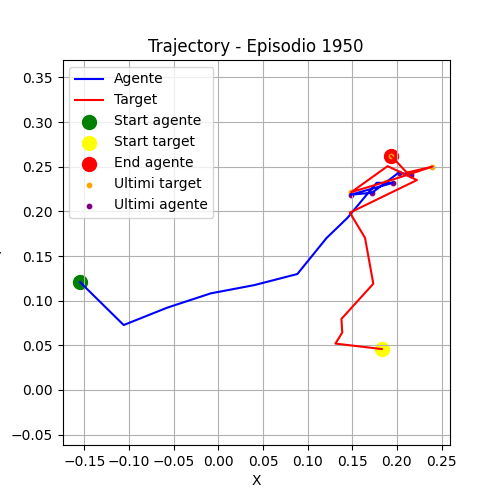 Trajectory - Episodio 1950
Agente
Target
Start agente
Start target
End agente
Ultimi target
Ultimi agente
0.35
0.30
0.25
0.20
0.15
0.10
0.05
0.00
−0.05
−0.15 −0.10 −0.05 0.00 0.05 0.10 0.15 0.20 0.25
X